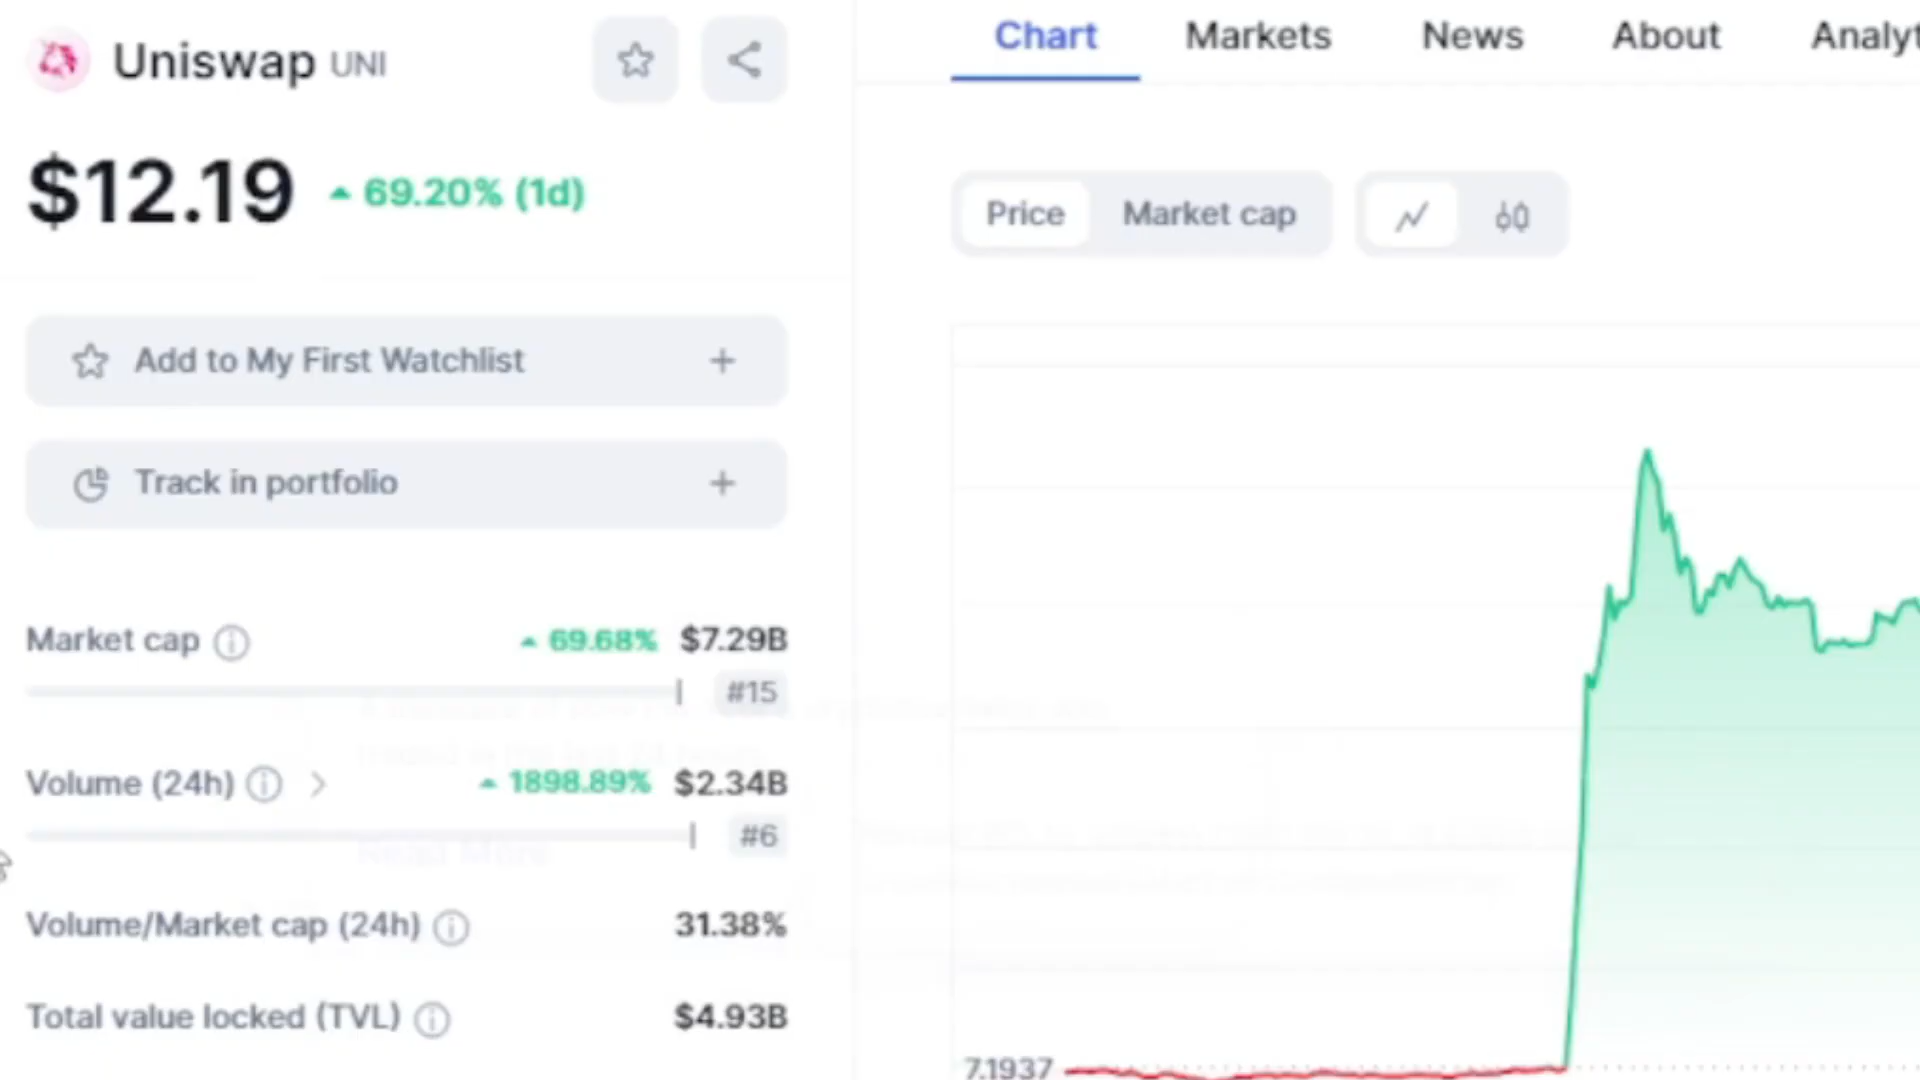 Uniswap UNI
$12.19 69.20% (1d)
Add to My First Watchlist +
Track in portfolio +
Market cap 69.68% $7.29B
#15
Volume (24h) 1898.89% $2.34B
#6
Read More
Volume/Market cap (24h) 31.38%
Total value locked (TVL) $4.93B
Chart Markets News About Analyt
Price Market cap
7.1937